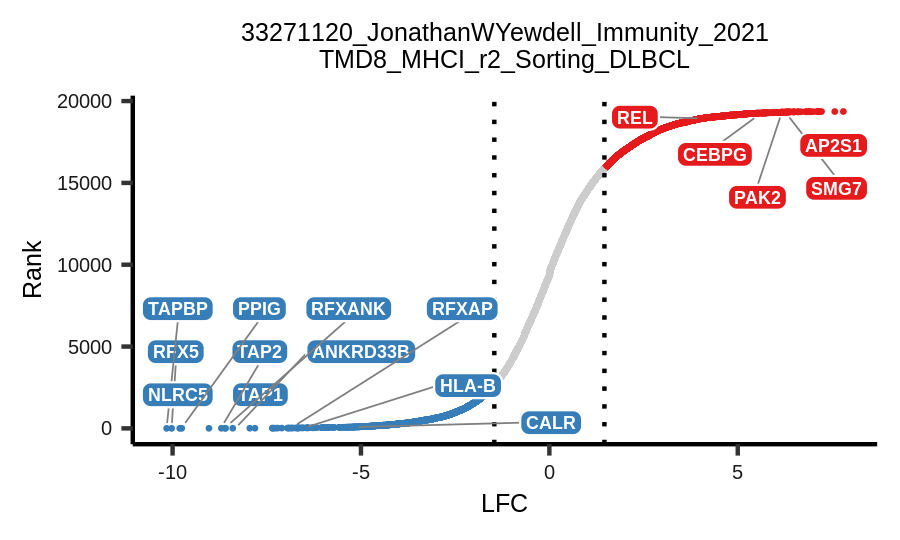 33271120_JonathanWYewdell_Immunity_2021
TMD8_MHCI_r2_Sorting_DLBCL
Rank
20000
15000
10000
5000
0
REL
CEBPG
AP2S1
PAK2
SMG7
TAPBP
PPIG
RFXANK
RFXAP
RFX5
TAP2
ANKRD33B
NLRC5
TAP1
HLA-B
CALR
-10
-5
0
5
LFC